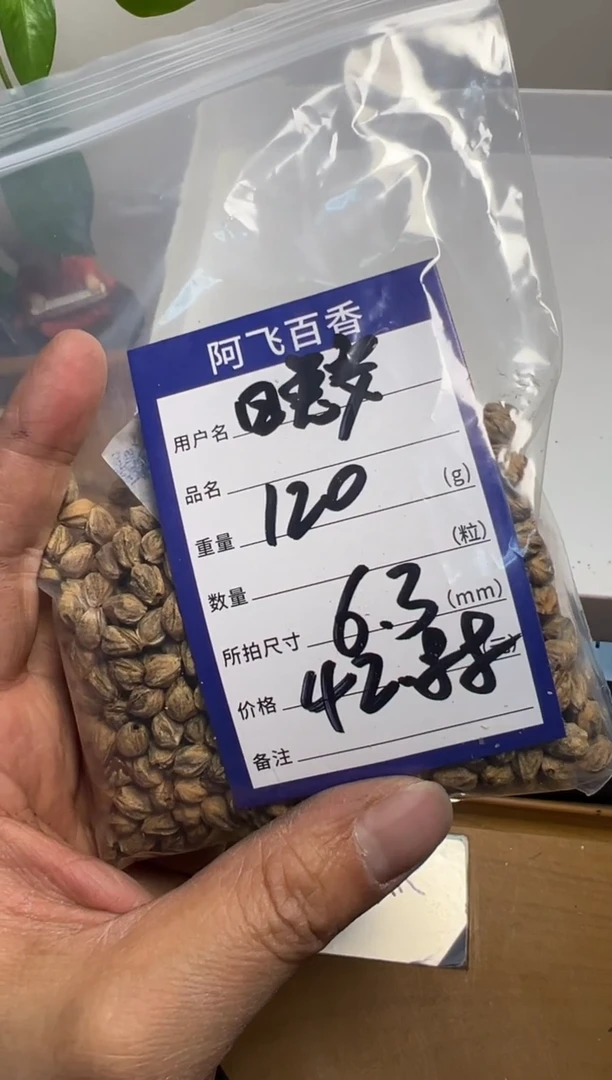 阿飞百香
用户名
品名
重量 120 (g)
数量 (粒)
所拍尺寸 6.3 (mm)
价格 42.88
备注